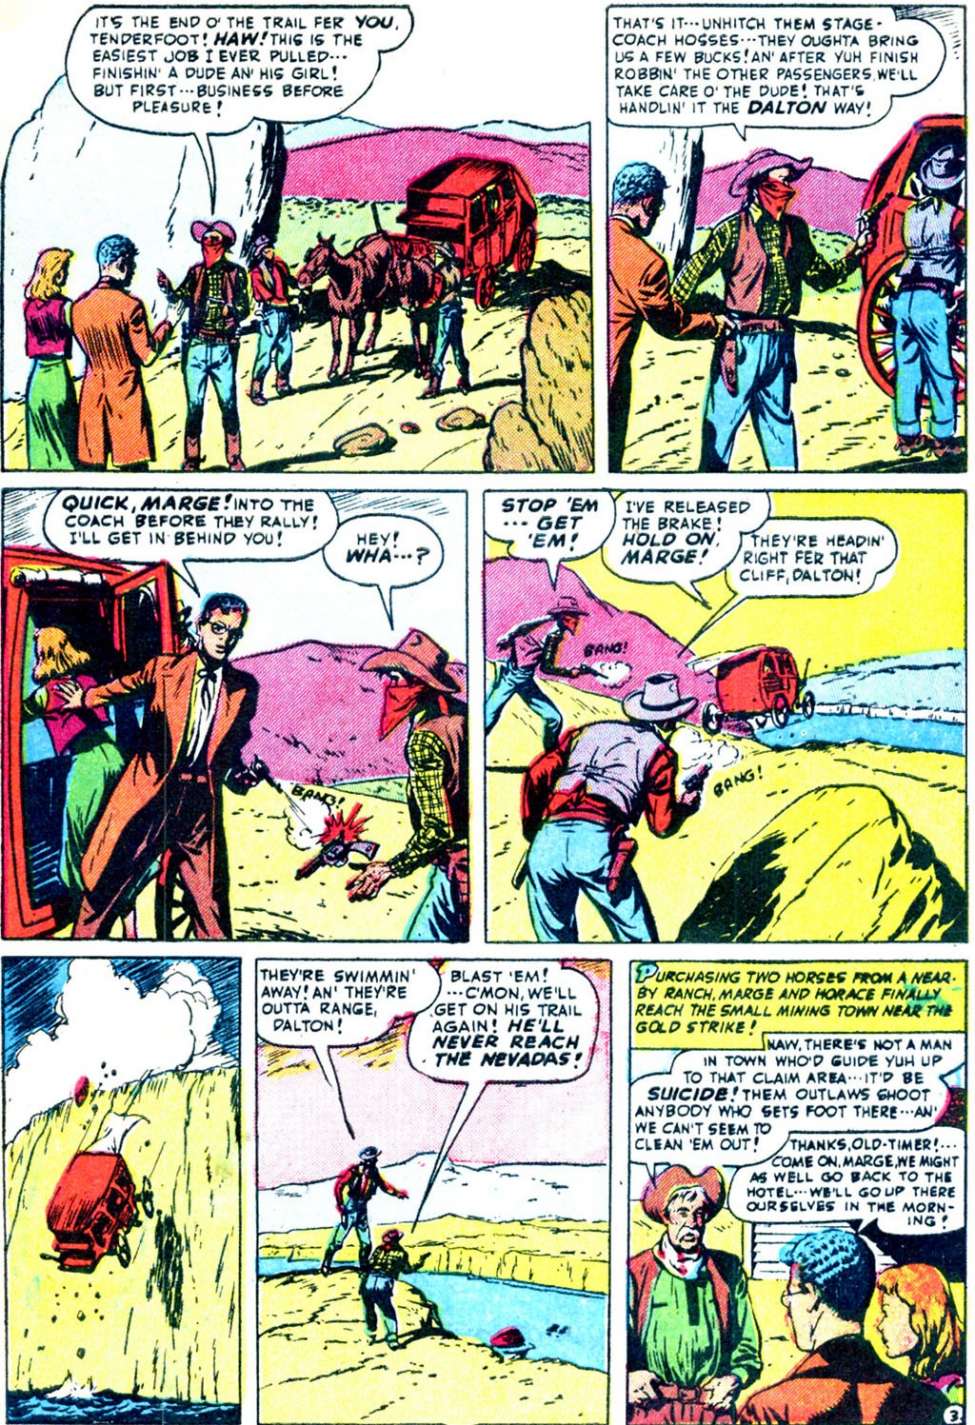 IT'S THE END O' THE TRAIL FER YOU,
TENDERFOOT! HAW! THIS IS THE
EASIEST JOB I EVER PULLED---
FINISHIN' A DUDE AN' HIS GIRL!
BUT FIRST--- BUSINESS BEFORE
PLEASURE!
THAT'S IT--- UNHITCH THEM STAGE-
COACH HOSSES--- THEY OUGHTA BRING
US A FEW BUCKS! AN' AFTER YUH FINISH
ROBBIN' THE OTHER PASSENGERS, WE'LL
TAKE CARE O' THE DUDE! THAT'S
HANDLIN' IT THE DALTON WAY!
QUICK, MARGE! INTO THE
COACH BEFORE THEY RALLY!
I'LL GET IN BEHIND YOU!
HEY!
WHA---?
BANG!
STOP 'EM
--- GET
'EM!
I'VE RELEASED
THE BRAKE!
HOLD ON,
MARGE!
THEY'RE HEADIN'
RIGHT FER THAT
CLIFF, DALTON!
BANG!
BANG!
THEY'RE SWIMMIN'
AWAY! AN' THEY'RE
OUTTA RANGE,
DALTON!
BLAST 'EM!
---C'MON, WE'LL
GET ON HIS TRAIL
AGAIN! HE'LL
NEVER REACH
THE NEVADAS!
PURCHASING TWO HORSES FROM A NEAR-
BY RANCH, MARGE AND HORACE FINALLY
REACH THE SMALL MINING TOWN NEAR THE
GOLD STRIKE!
NAW, THERE'S NOT A MAN
IN TOWN WHO'D GUIDE YUH UP
TO THAT CLAIM AREA--- IT'D BE
SUICIDE! THEM OUTLAWS SHOOT
ANYBODY WHO SETS FOOT THERE--- AN'
WE CAN'T SEEM TO
CLEAN 'EM OUT!
THANKS, OLD-TIMER!---
COME ON, MARGE, WE MIGHT
AS WELL GO BACK TO THE
HOTEL--- WE'LL GO UP THERE
OURSELVES IN THE MORN-
ING!
3